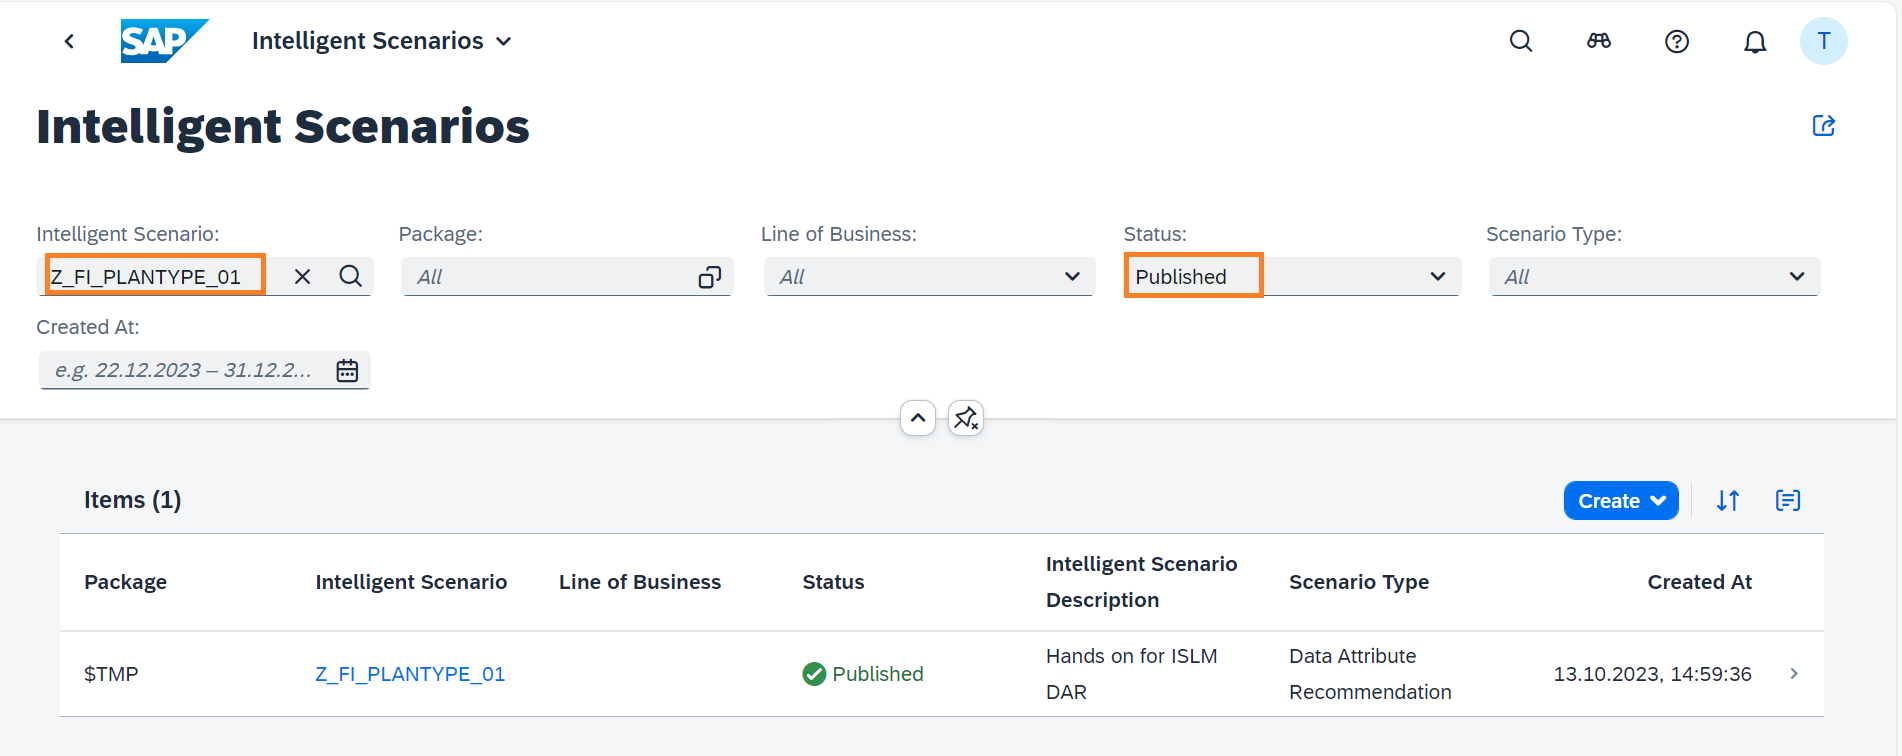 SAP
Intelligent Scenarios
T
Intelligent Scenarios
Intelligent Scenario:
Package:
Line of Business:
Status:
Scenario Type:
Z_FI_PLANTYPE_01
All
All
Published
All
Created At:
e.g. 22.12.2023 – 31.12.2...
Items (1)
Create
Package
Intelligent Scenario
Line of Business
Status
Intelligent Scenario
Description
Scenario Type
Created At
$TMP
Z_FI_PLANTYPE_01
Published
Hands on for ISLM
DAR
Data Attribute
Recommendation
13.10.2023, 14:59:36